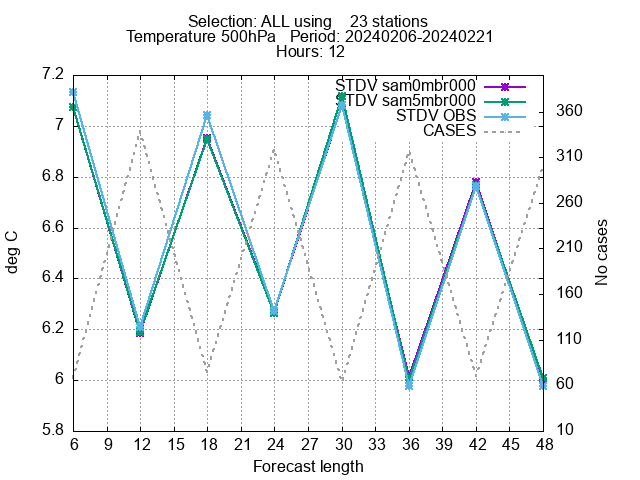 Selection: ALL using    23 stations
Temperature 500hPa   Period: 20240206-20240221
Hours: 12
7.2
7
6.8
6.6
6.4
6.2
6
5.8
deg C
STDV sam0mbr000
STDV sam5mbr000
STDV OBS
CASES
360
310
260
210
160
110
60
10
No cases
6 9 12 15 18 21 24 27 30 33 36 39 42 45 48
Forecast length